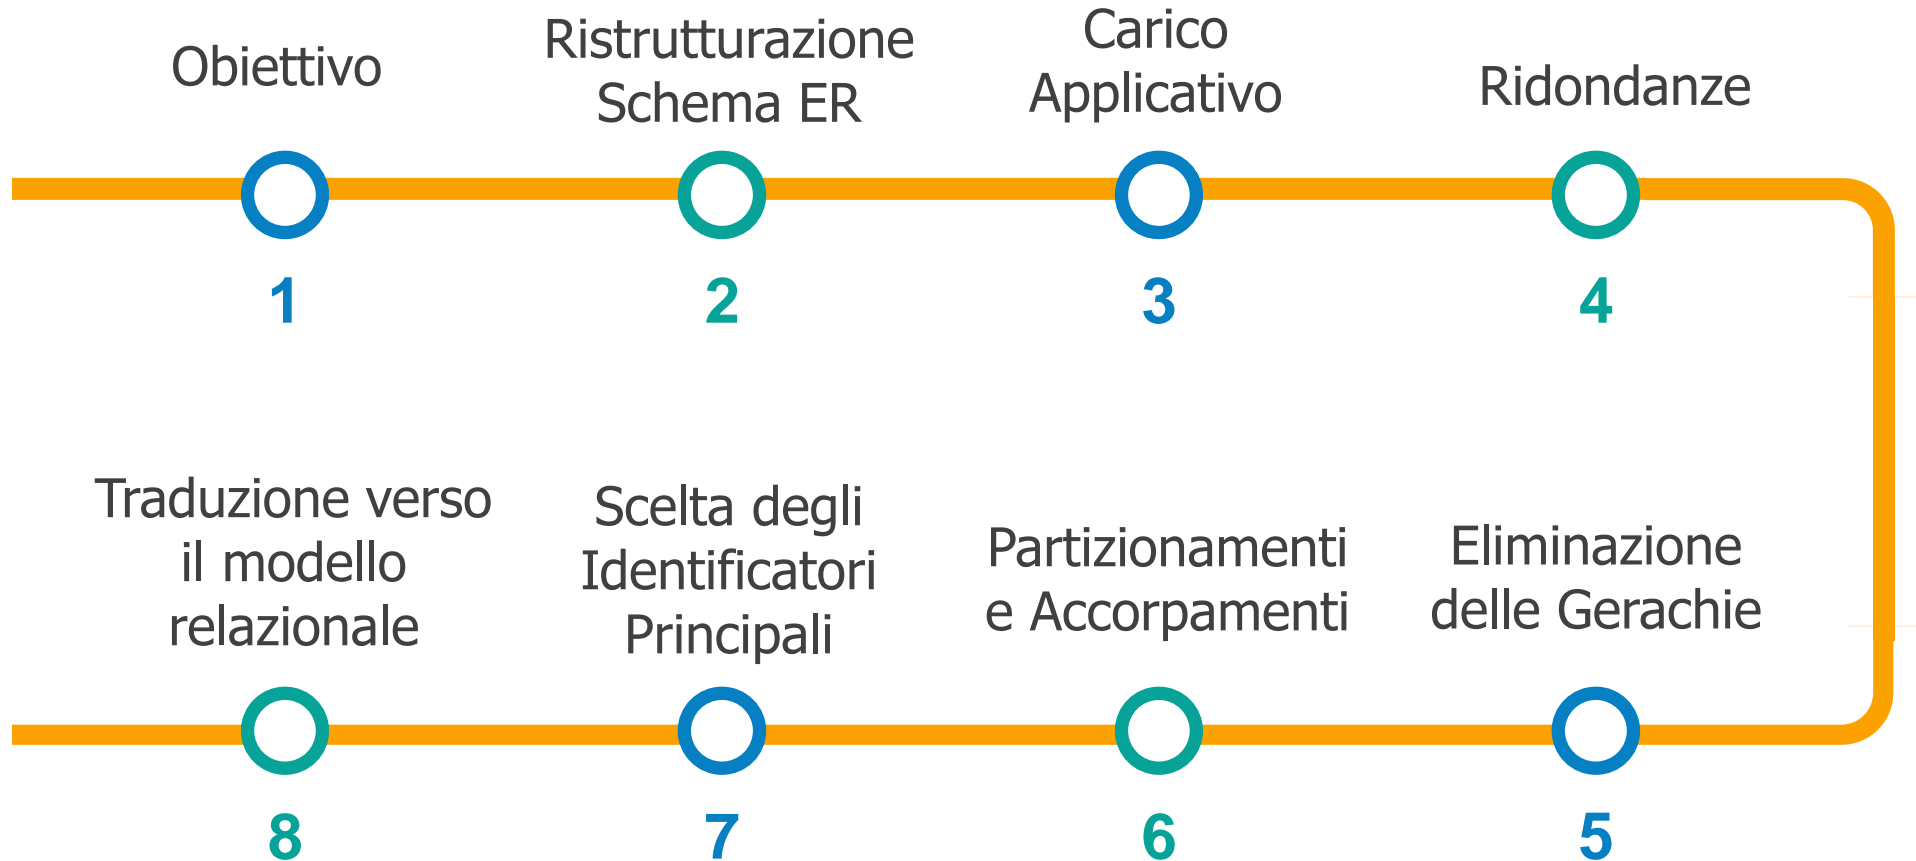 Obiettivo
Ristrutturazione
Schema ER
Carico
Applicativo
Ridondanze
1
2
3
4
Traduzione verso
il modello
relazionale
Scelta degli
Identificatori
Principali
Partizionamenti
e Accorpamenti
Eliminazione
delle Gerachie
8
7
6
5